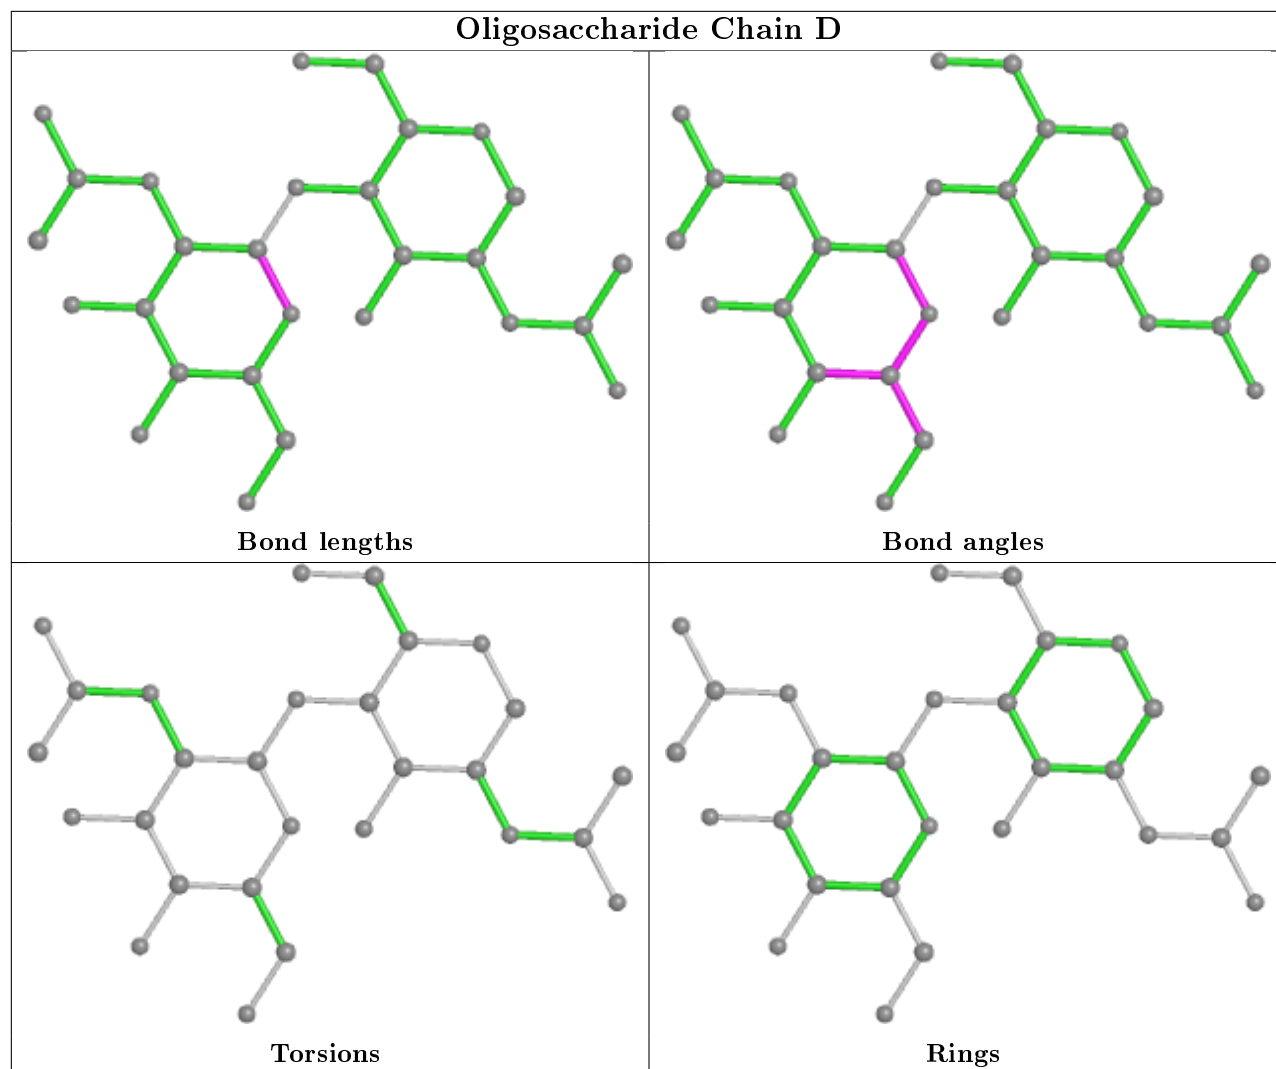 Oligosaccharide Chain D
Bond lengths
Bond angles
Torsions
Rings